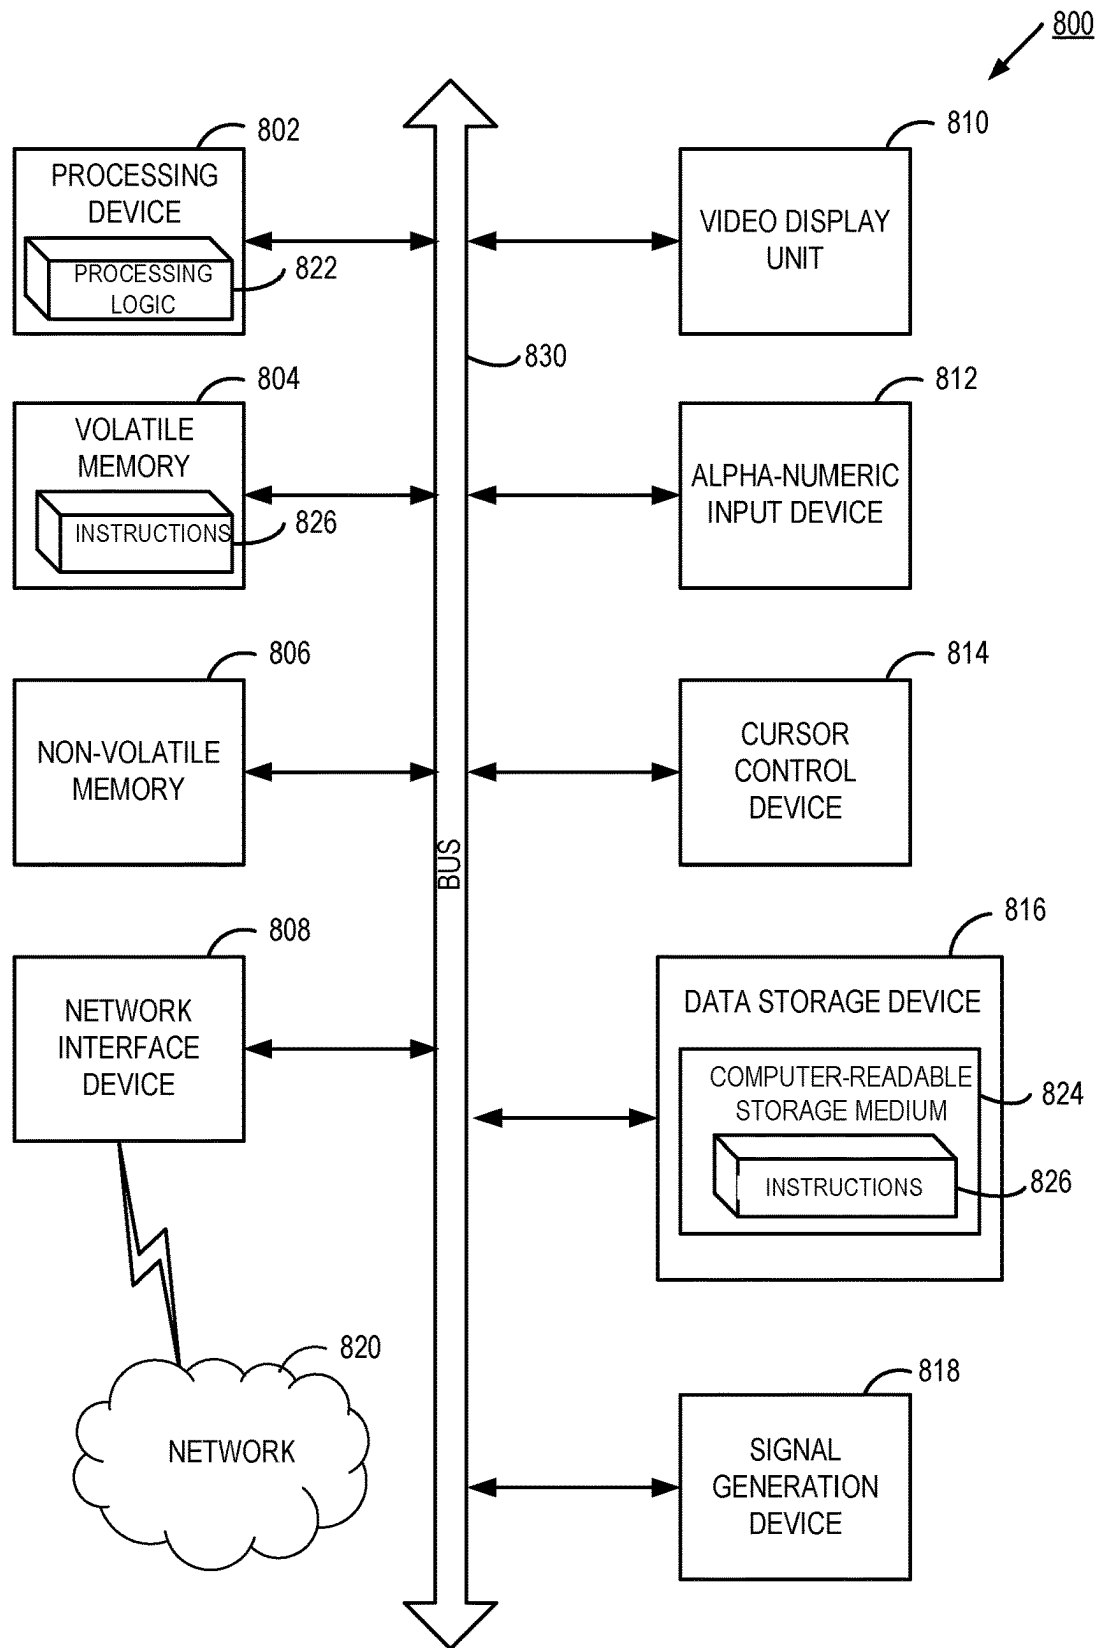 800
802
PROCESSING
DEVICE
PROCESSING
LOGIC
822
804
VOLATILE
MEMORY
INSTRUCTIONS
826
806
NON-VOLATILE
MEMORY
808
NETWORK
INTERFACE
DEVICE
820
NETWORK
830
BUS
810
VIDEO DISPLAY
UNIT
812
ALPHA-NUMERIC
INPUT DEVICE
814
CURSOR
CONTROL
DEVICE
816
DATA STORAGE DEVICE
COMPUTER-READABLE
STORAGE MEDIUM
824
INSTRUCTIONS
826
818
SIGNAL
GENERATION
DEVICE